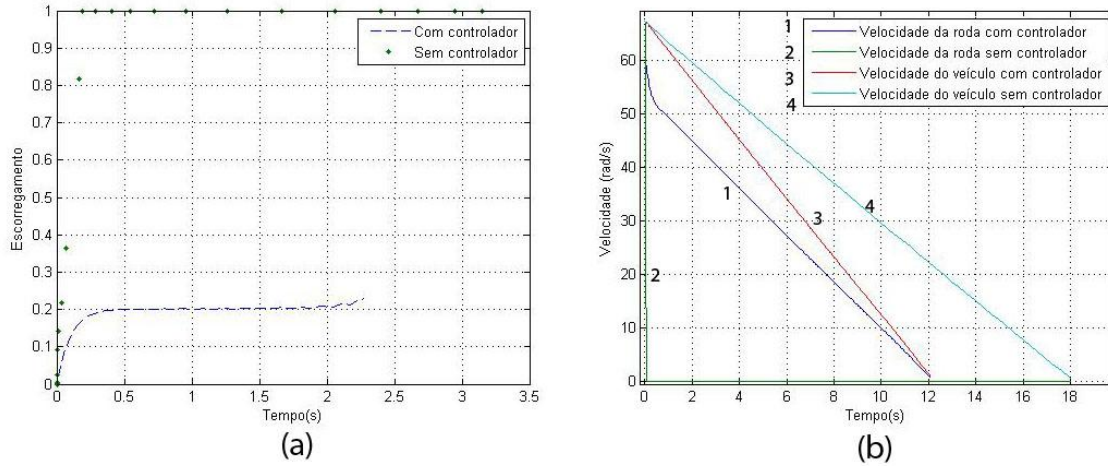 1
0.9
0.8
0.7
0.6
0.5
0.4
0.3
0.2
0.1
0
Escorregamento
Com controlador
Sem controlador
0 0.5 1 1.5 2 2.5 3 3.5
Tempo(s)
(a)
60
50
40
30
20
10
0
Velocidade (rad/s)
1 Velocidade da roda com controlador
2 Velocidade da roda sem controlador
3 Velocidade do veículo com controlador
4 Velocidade do veículo sem controlador
1
2
3
4
0 2 4 6 8 10 12 14 16 18
Tempo(s)
(b)